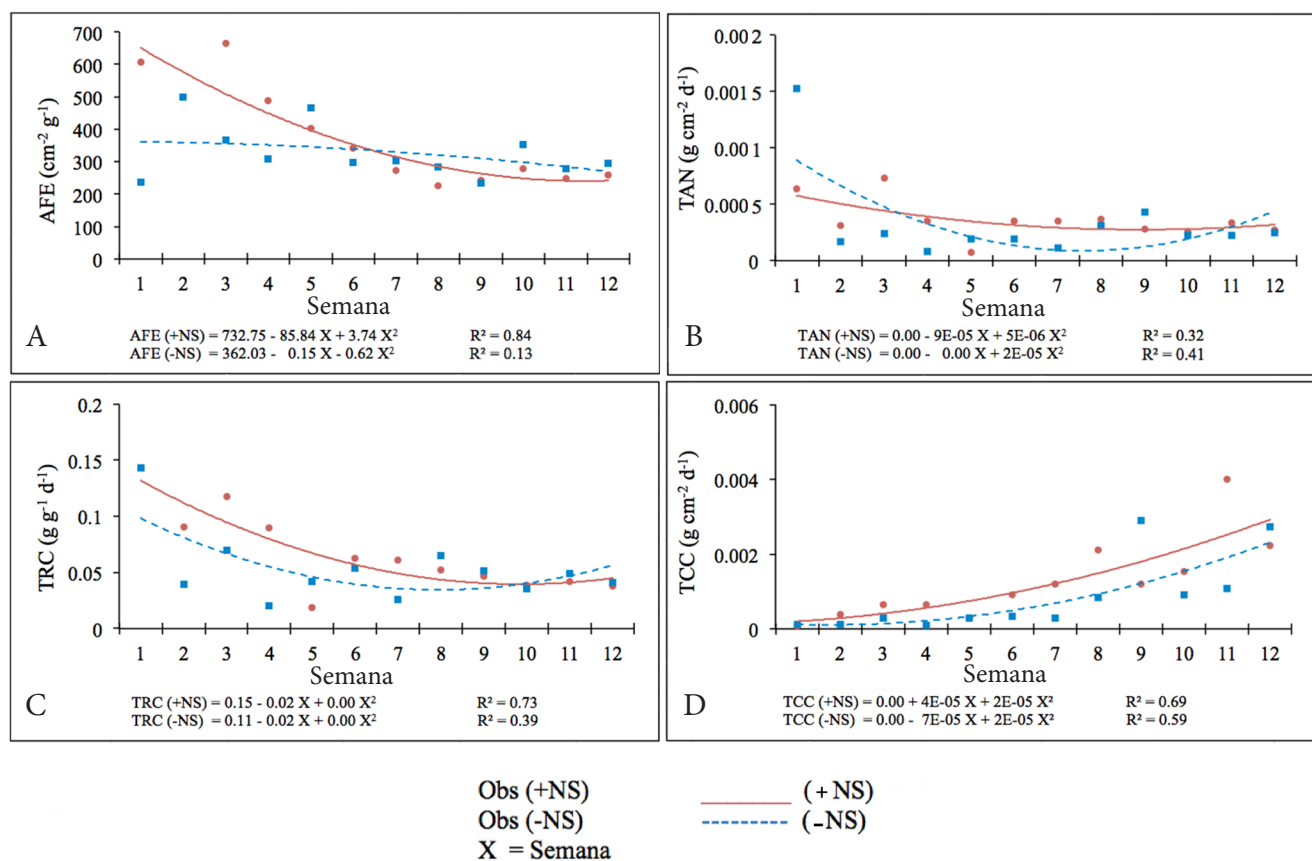 700
600
500
400
300
200
100
0
AFE (cm⁻² g⁻¹)
1 2 3 4 5 6 7 8 9 10 11 12
Semana
A
AFE (+NS) = 732.75 - 85.84 X + 3.74 X² R² = 0.84
AFE (-NS) = 362.03 - 0.15 X - 0.62 X² R² = 0.13
0.002
0.0015
0.001
0.0005
0
TAN (g cm⁻² d⁻¹)
1 2 3 4 5 6 7 8 9 10 11 12
Semana
B
TAN (+NS) = 0.00 - 9E-05 X + 5E-06 X² R² = 0.32
TAN (-NS) = 0.00 - 0.00 X + 2E-05 X² R² = 0.41
0.2
0.15
0.1
0.05
0
TRC (g g⁻¹ d⁻¹)
1 2 3 4 5 6 7 8 9 10 11 12
Semana
C
TRC (+NS) = 0.15 - 0.02 X + 0.00 X² R² = 0.73
TRC (-NS) = 0.11 - 0.02 X + 0.00 X² R² = 0.39
0.006
0.004
0.002
0
TCC (g cm⁻² d⁻¹)
1 2 3 4 5 6 7 8 9 10 11 12
Semana
D
TCC (+NS) = 0.00 + 4E-05 X + 2E-05 X² R² = 0.69
TCC (-NS) = 0.00 - 7E-05 X + 2E-05 X² R² = 0.59
Obs (+NS) (+ NS)
Obs (-NS) (-NS)
X = Semana